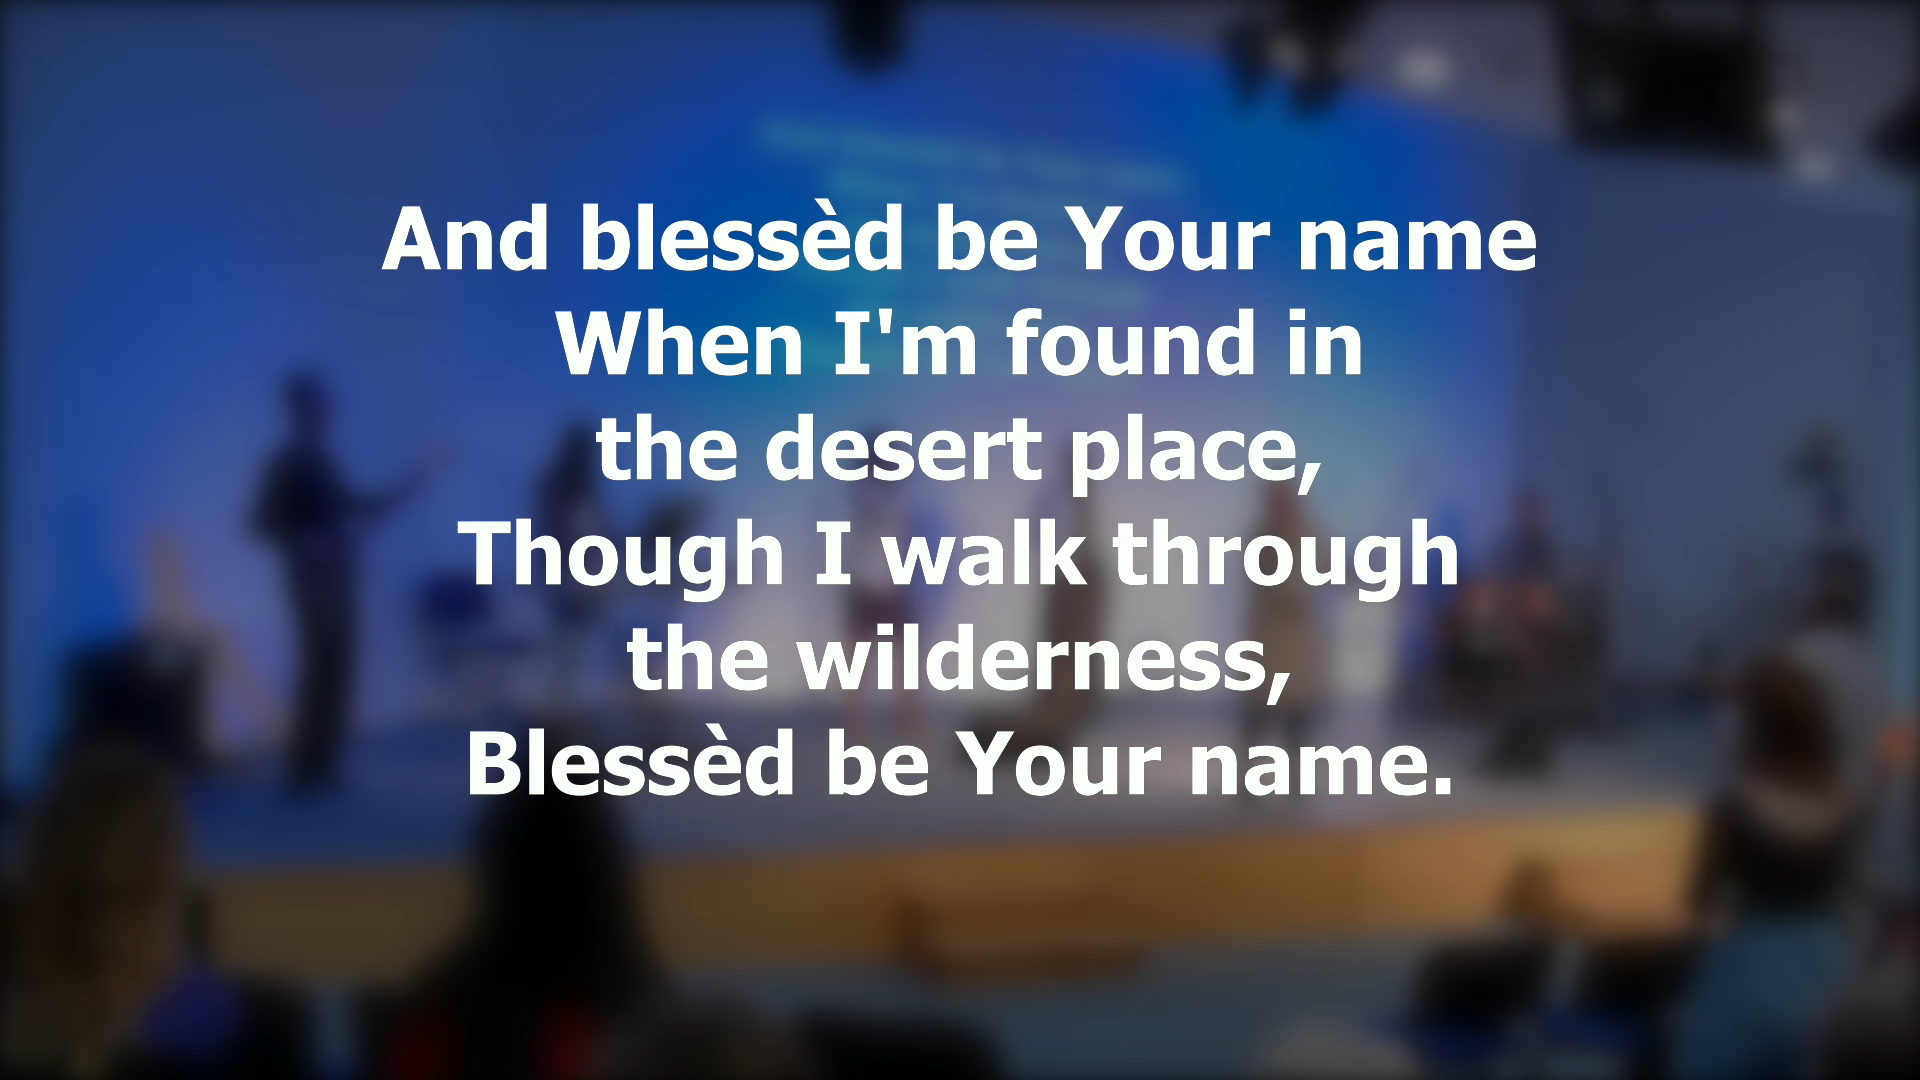 And blessèd be Your name
When I'm found in
the desert place,
Though I walk through
the wilderness,
Blessèd be Your name.